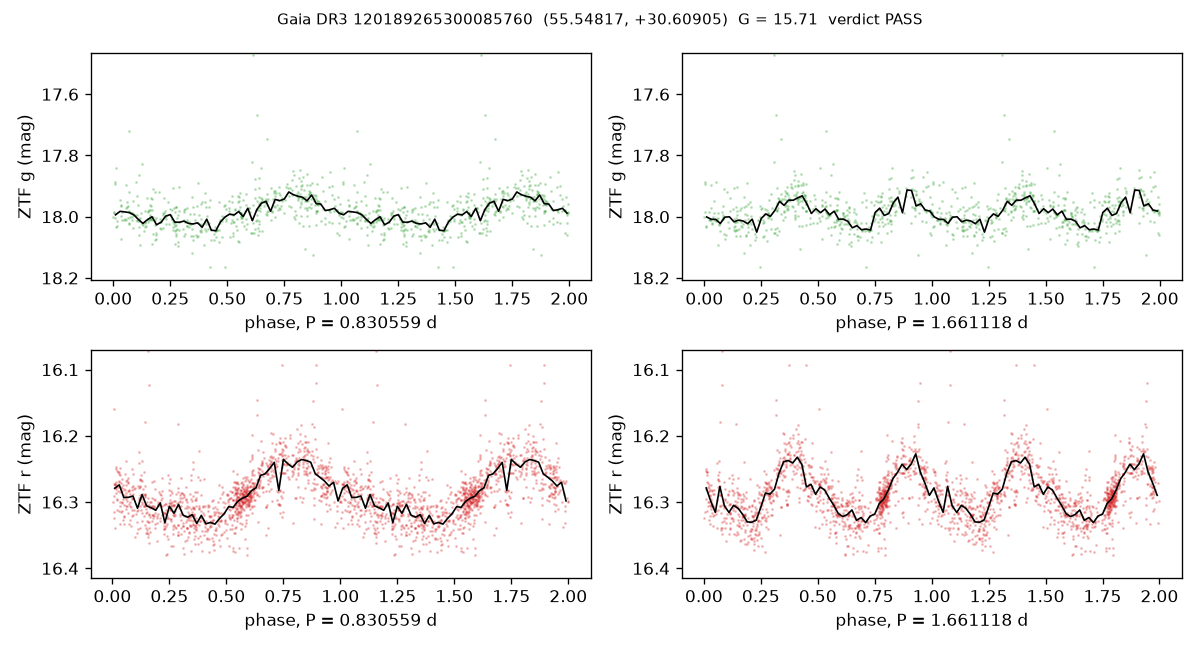 Gaia DR3 120189265300085760  (55.54817, +30.60905)  G = 15.71  verdict PASS
ZTF g (mag)
17.6
17.8
18.0
18.2
0.00 0.25 0.50 0.75 1.00 1.25 1.50 1.75 2.00
phase, P = 0.830559 d
ZTF g (mag)
17.6
17.8
18.0
18.2
0.00 0.25 0.50 0.75 1.00 1.25 1.50 1.75 2.00
phase, P = 1.661118 d
ZTF r (mag)
16.1
16.2
16.3
16.4
0.00 0.25 0.50 0.75 1.00 1.25 1.50 1.75 2.00
phase, P = 0.830559 d
ZTF r (mag)
16.1
16.2
16.3
16.4
0.00 0.25 0.50 0.75 1.00 1.25 1.50 1.75 2.00
phase, P = 1.661118 d